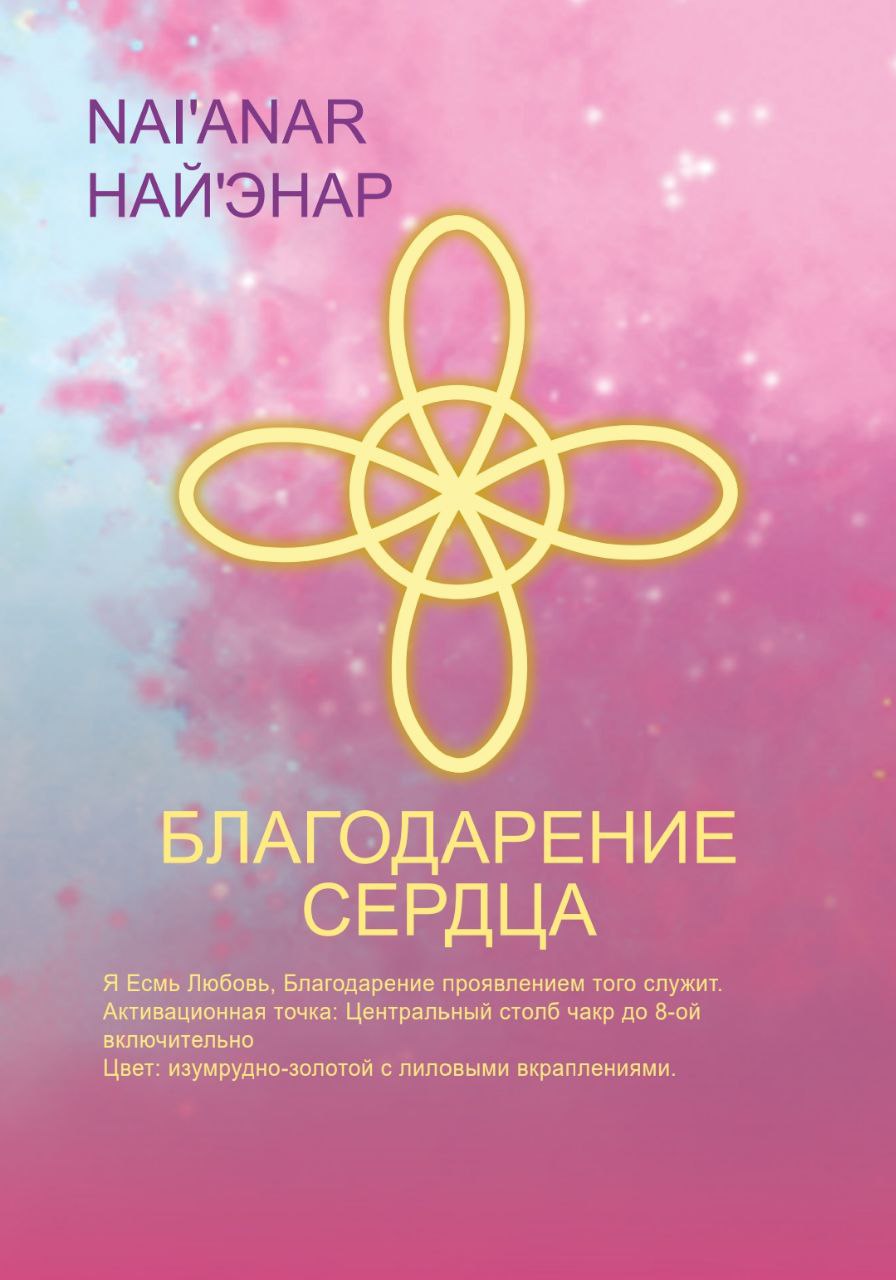 NAI'ANAR
НАЙ'ЭНАР
БЛАГОДАРЕНИЕ
СЕРДЦА
Я Есмь Любовь, Благодарение проявлением того служит.
Активационная точка: Центральный столб чакр до 8-ой
включительно
Цвет: изумрудно-золотой с лиловыми вкраплениями.